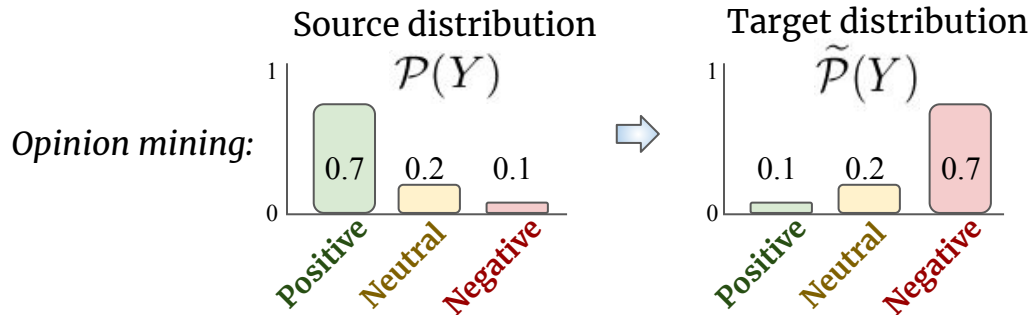 Source distribution
P(Y)
1
Opinion mining:
0.7
0.2
0.1
0
Positive
Neutral
Negative
Target distribution
P̃(Y)
1
0.1
0.2
0.7
0
Positive
Neutral
Negative